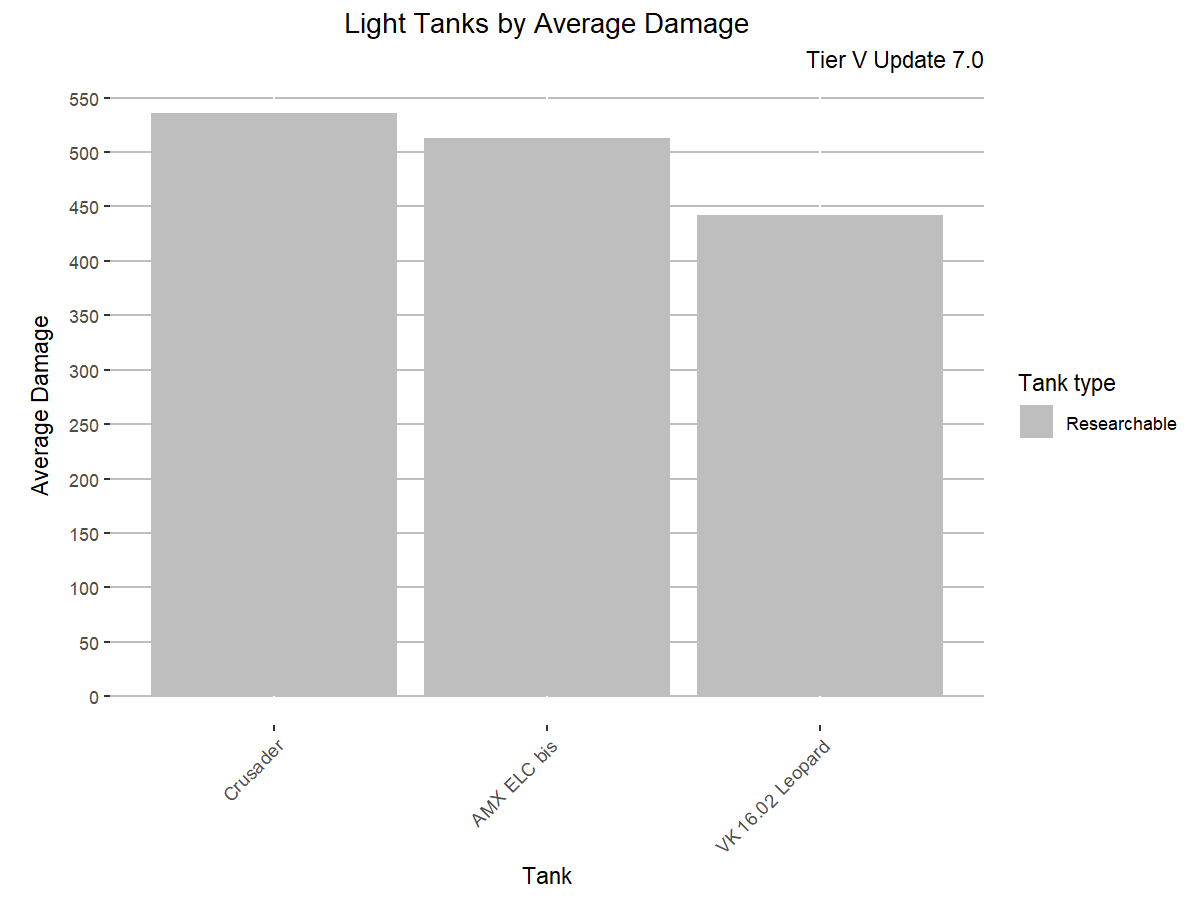 Light Tanks by Average Damage
Tier V Update 7.0
Average Damage
550
500
450
400
350
300
250
200
150
100
50
0
Crusader
AMX ELC bis
VK 16.02 Leopard
Tank
Tank type
Researchable